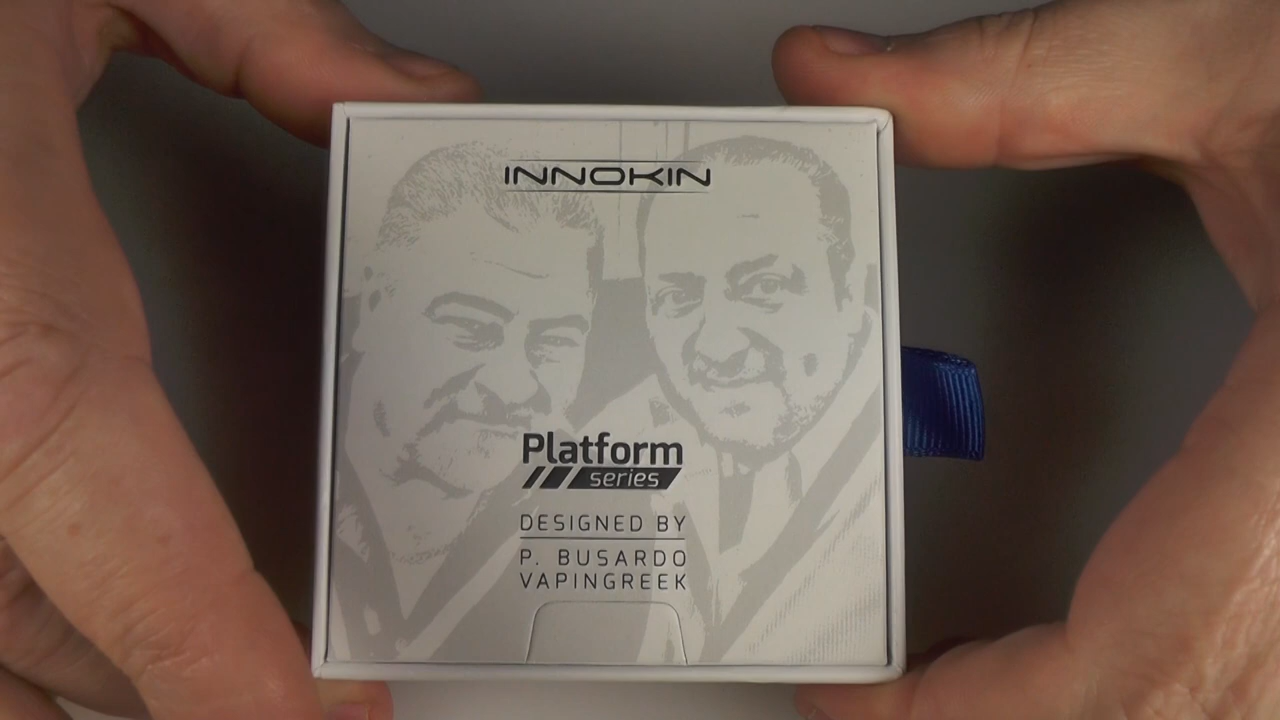 INNOKIN
Platform
series
DESIGNED BY
P. BUSARDO
VAPINGREEK